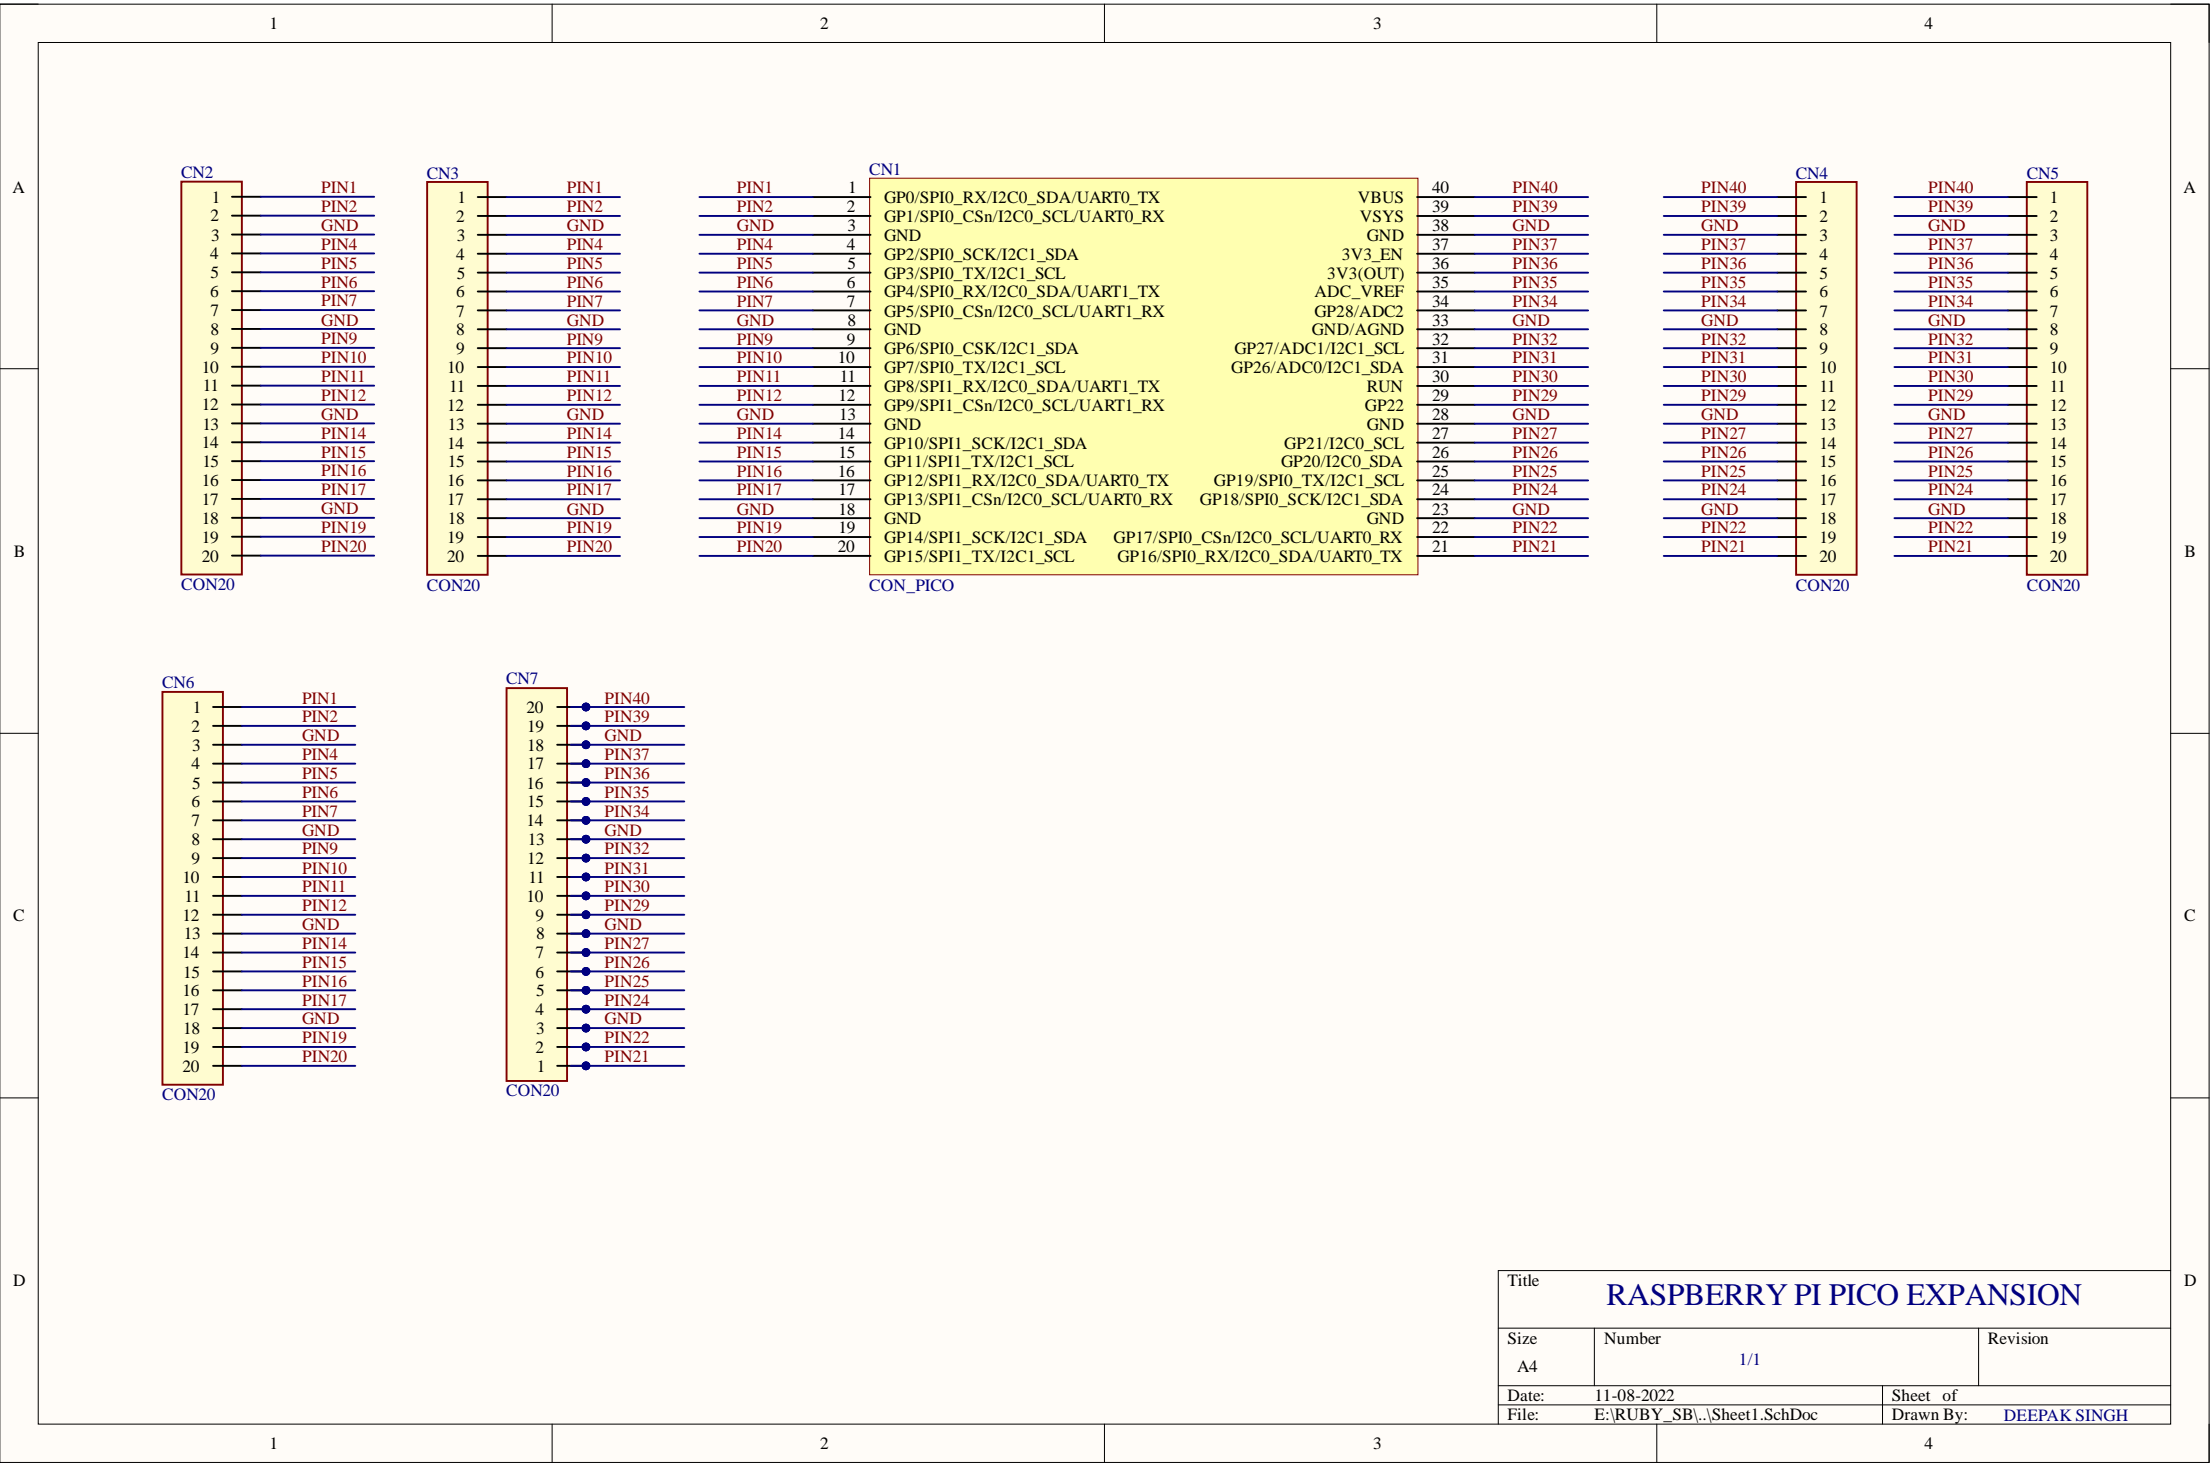 1 2 3 4
A A
B B
C C
D D
CN2
1 PIN1
2 PIN2
3 GND
4 PIN4
5 PIN5
6 PIN6
7 PIN7
8 GND
9 PIN9
10 PIN10
11 PIN11
12 PIN12
13 GND
14 PIN14
15 PIN15
16 PIN16
17 PIN17
18 GND
19 PIN19
20 PIN20
CON20
CN3
1 PIN1
2 PIN2
3 GND
4 PIN4
5 PIN5
6 PIN6
7 PIN7
8 GND
9 PIN9
10 PIN10
11 PIN11
12 PIN12
13 GND
14 PIN14
15 PIN15
16 PIN16
17 PIN17
18 GND
19 PIN19
20 PIN20
CON20
CN1
PIN1 1 GP0/SPI0_RX/I2C0_SDA/UART0_TX VBUS 40 PIN40
PIN2 2 GP1/SPI0_CSn/I2C0_SCL/UART0_RX VSYS 39 PIN39
GND 3 GND GND 38 GND
PIN4 4 GP2/SPI0_SCK/I2C1_SDA 3V3_EN 37 PIN37
PIN5 5 GP3/SPI0_TX/I2C1_SCL 3V3(OUT) 36 PIN36
PIN6 6 GP4/SPI0_RX/I2C0_SDA/UART1_TX ADC_VREF 35 PIN35
PIN7 7 GP5/SPI0_CSn/I2C0_SCL/UART1_RX GP28/ADC2 34 PIN34
GND 8 GND GND/AGND 33 GND
PIN9 9 GP6/SPI0_CSK/I2C1_SDA GP27/ADC1/I2C1_SCL 32 PIN32
PIN10 10 GP7/SPI0_TX/I2C1_SCL GP26/ADC0/I2C1_SDA 31 PIN31
PIN11 11 GP8/SPI1_RX/I2C0_SDA/UART1_TX RUN 30 PIN30
PIN12 12 GP9/SPI1_CSn/I2C0_SCL/UART1_RX GP22 29 PIN29
GND 13 GND GND 28 GND
PIN14 14 GP10/SPI1_SCK/I2C1_SDA GP21/I2C0_SCL 27 PIN27
PIN15 15 GP11/SPI1_TX/I2C1_SCL GP20/I2C0_SDA 26 PIN26
PIN16 16 GP12/SPI1_RX/I2C0_SDA/UART0_TX GP19/SPI0_TX/I2C1_SCL 25 PIN25
PIN17 17 GP13/SPI1_CSn/I2C0_SCL/UART0_RX GP18/SPI0_SCK/I2C1_SDA 24 PIN24
GND 18 GND GND 23 GND
PIN19 19 GP14/SPI1_SCK/I2C1_SDA GP17/SPI0_CSn/I2C0_SCL/UART0_RX 22 PIN22
PIN20 20 GP15/SPI1_TX/I2C1_SCL GP16/SPI0_RX/I2C0_SDA/UART0_TX 21 PIN21
CON_PICO
CN4
PIN40 1
PIN39 2
GND 3
PIN37 4
PIN36 5
PIN35 6
PIN34 7
GND 8
PIN32 9
PIN31 10
PIN30 11
PIN29 12
GND 13
PIN27 14
PIN26 15
PIN25 16
PIN24 17
GND 18
PIN22 19
PIN21 20
CON20
CN5
PIN40 1
PIN39 2
GND 3
PIN37 4
PIN36 5
PIN35 6
PIN34 7
GND 8
PIN32 9
PIN31 10
PIN30 11
PIN29 12
GND 13
PIN27 14
PIN26 15
PIN25 16
PIN24 17
GND 18
PIN22 19
PIN21 20
CON20
CN6
1 PIN1
2 PIN2
3 GND
4 PIN4
5 PIN5
6 PIN6
7 PIN7
8 GND
9 PIN9
10 PIN10
11 PIN11
12 PIN12
13 GND
14 PIN14
15 PIN15
16 PIN16
17 PIN17
18 GND
19 PIN19
20 PIN20
CON20
CN7
20 PIN40
19 PIN39
18 GND
17 PIN37
16 PIN36
15 PIN35
14 PIN34
13 GND
12 PIN32
11 PIN31
10 PIN30
9 PIN29
8 GND
7 PIN27
6 PIN26
5 PIN25
4 PIN24
3 GND
2 PIN22
1 PIN21
CON20
Title RASPBERRY PI PICO EXPANSION
Size Number Revision
A4 1/1
Date: 11-08-2022 Sheet of
File: E:\RUBY_SB\..\Sheet1.SchDoc Drawn By: DEEPAK SINGH
1 2 3 4